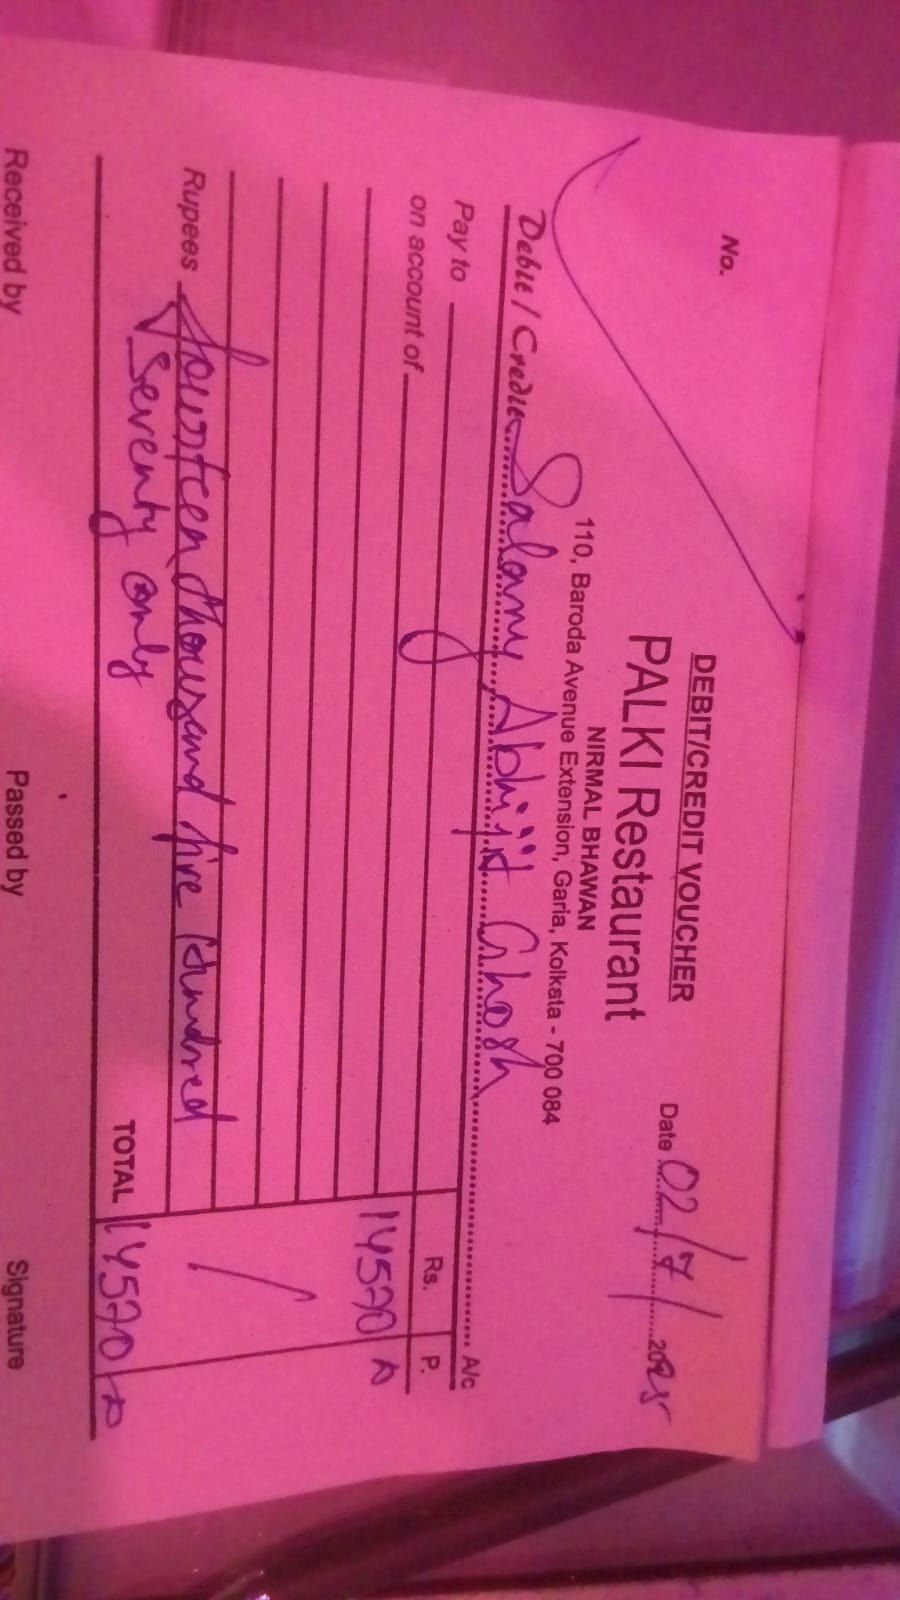 No.
DEBIT/CREDIT VOUCHER
PALKI Restaurant
NIRMAL BHAWAN
110, Baroda Avenue Extension, Garia, Kolkata - 700 084
Date 02/7/2025
Debit / Credit Salary, Abhijit Ghosh A/c
Pay to Rs. P.
on account of 14570
Rupees fourteen thousand five hundred
seventy only
TOTAL 14570
Received by Passed by Signature